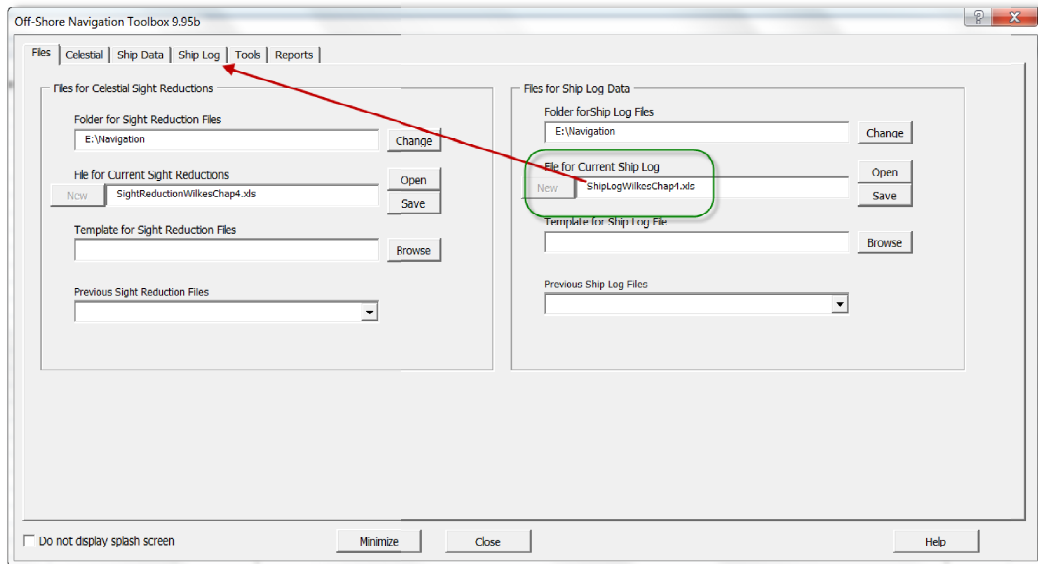 Off-Shore Navigation Toolbox 9.95b
Files Celestial Ship Data Ship Log Tools Reports
Files for Celestial Sight Reductions
Folder for Sight Reduction Files
E:\Navigation
Change
File for Current Sight Reductions
New
SightReductionWilkesChap4.xls
Open
Save
Template for Sight Reduction Files
Browse
Previous Sight Reduction Files
Files for Ship Log Data
Folder forShip Log Files
E:\Navigation
Change
File for Current Ship Log
New
ShipLogWilkesChap4.xls
Open
Save
Template for Ship Log File
Browse
Previous Ship Log Files
Do not display splash screen
Minimize
Close
Help